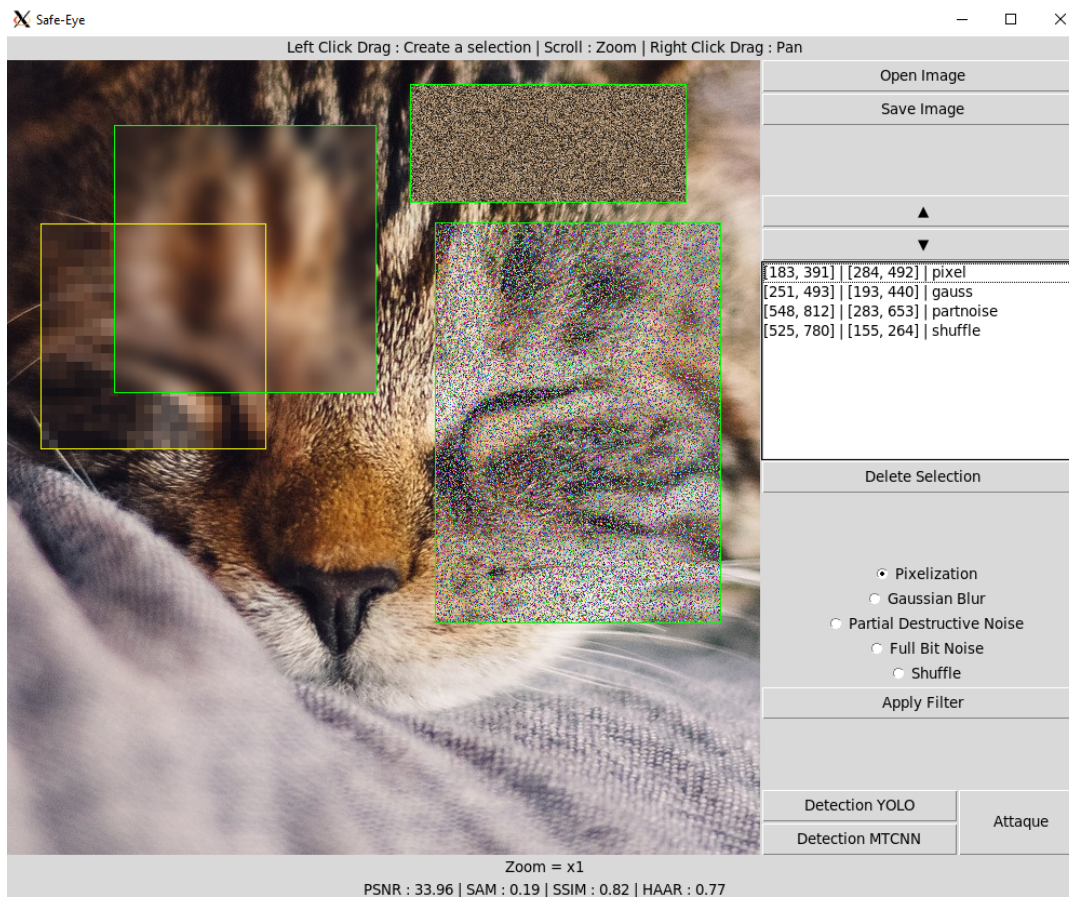 Safe-Eye
Left Click Drag : Create a selection | Scroll : Zoom | Right Click Drag : Pan
Open Image
Save Image
▲
▼
[183, 391] | [284, 492] | pixel
[251, 493] | [193, 440] | gauss
[548, 812] | [283, 653] | partnoise
[525, 780] | [155, 264] | shuffle
Delete Selection
Pixelization
Gaussian Blur
Partial Destructive Noise
Full Bit Noise
Shuffle
Apply Filter
Detection YOLO
Detection MTCNN
Attaque
Zoom = x1
PSNR : 33.96 | SAM : 0.19 | SSIM : 0.82 | HAAR : 0.77